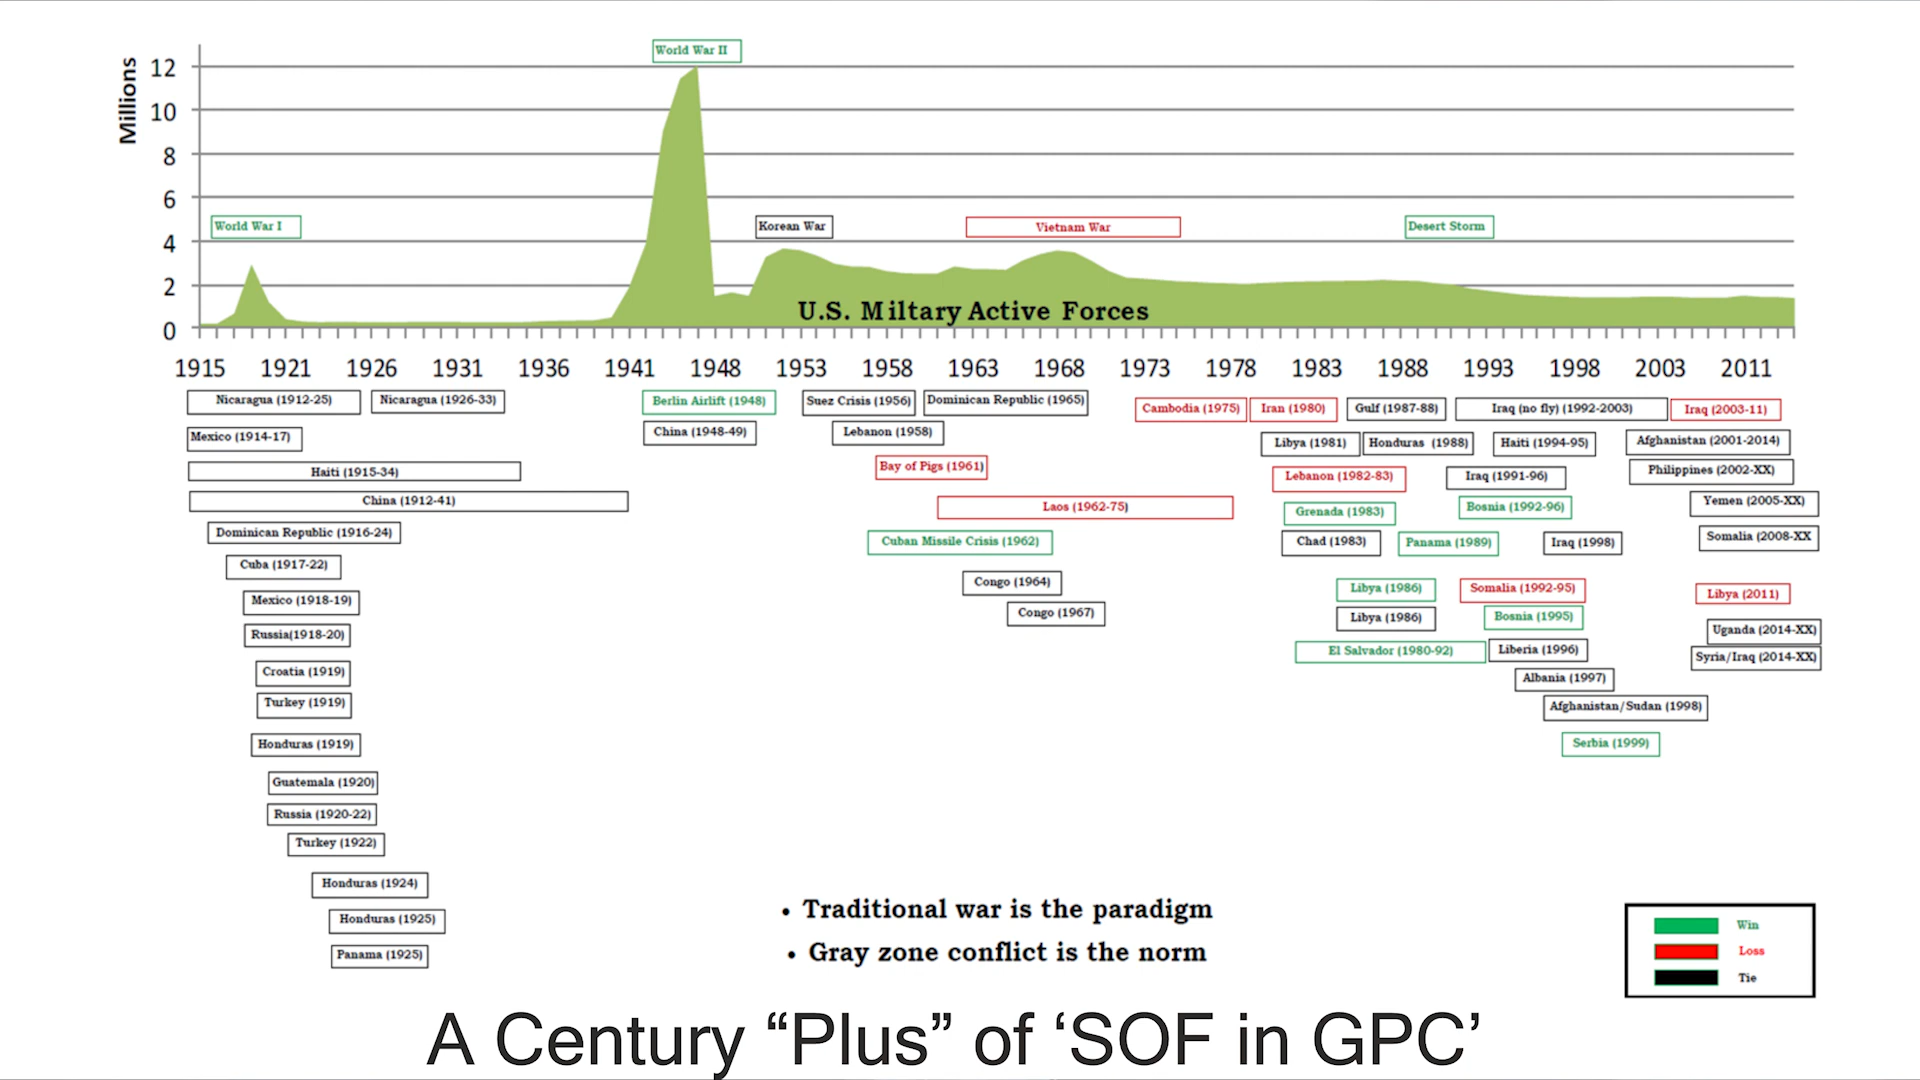 Millions
12
10
8
6
4
2
0
World War II
World War I
Korean War
Vietnam War
Desert Storm
U.S. Miltary Active Forces
1915 1921 1926 1931 1936 1941 1948 1953 1958 1963 1968 1973 1978 1983 1988 1993 1998 2003 2011
Nicaragua (1912-25)
Nicaragua (1926-33)
Mexico (1914-17)
Haiti (1915-34)
China (1912-41)
Dominican Republic (1916-24)
Cuba (1917-22)
Mexico (1918-19)
Russia(1918-20)
Croatia (1919)
Turkey (1919)
Honduras (1919)
Guatemala (1920)
Russia (1920-22)
Turkey (1922)
Honduras (1924)
Honduras (1925)
Panama (1925)
Berlin Airlift (1948)
China (1948-49)
Suez Crisis (1956)
Dominican Republic (1965)
Lebanon (1958)
Bay of Pigs (1961)
Laos (1962-75)
Cuban Missile Crisis (1962)
Congo (1964)
Congo (1967)
Cambodia (1975)
Iran (1980)
Gulf (1987-88)
Iraq (no fly) (1992-2003)
Iraq (2003-11)
Libya (1981)
Honduras (1988)
Haiti (1994-95)
Afghanistan (2001-2014)
Lebanon (1982-83)
Iraq (1991-96)
Philippines (2002-XX)
Grenada (1983)
Bosnia (1992-96)
Yemen (2005-XX)
Chad (1983)
Panama (1989)
Iraq (1998)
Somalia (2008-XX
Libya (1986)
Somalia (1992-95)
Libya (2011)
Libya (1986)
Bosnia (1995)
Uganda (2014-XX)
El Salvador (1980-92)
Liberia (1996)
Syria/Iraq (2014-XX)
Albania (1997)
Afghanistan/Sudan (1998)
Serbia (1999)
• Traditional war is the paradigm
• Gray zone conflict is the norm
Win
Loss
Tie
A Century “Plus” of ‘SOF in GPC’